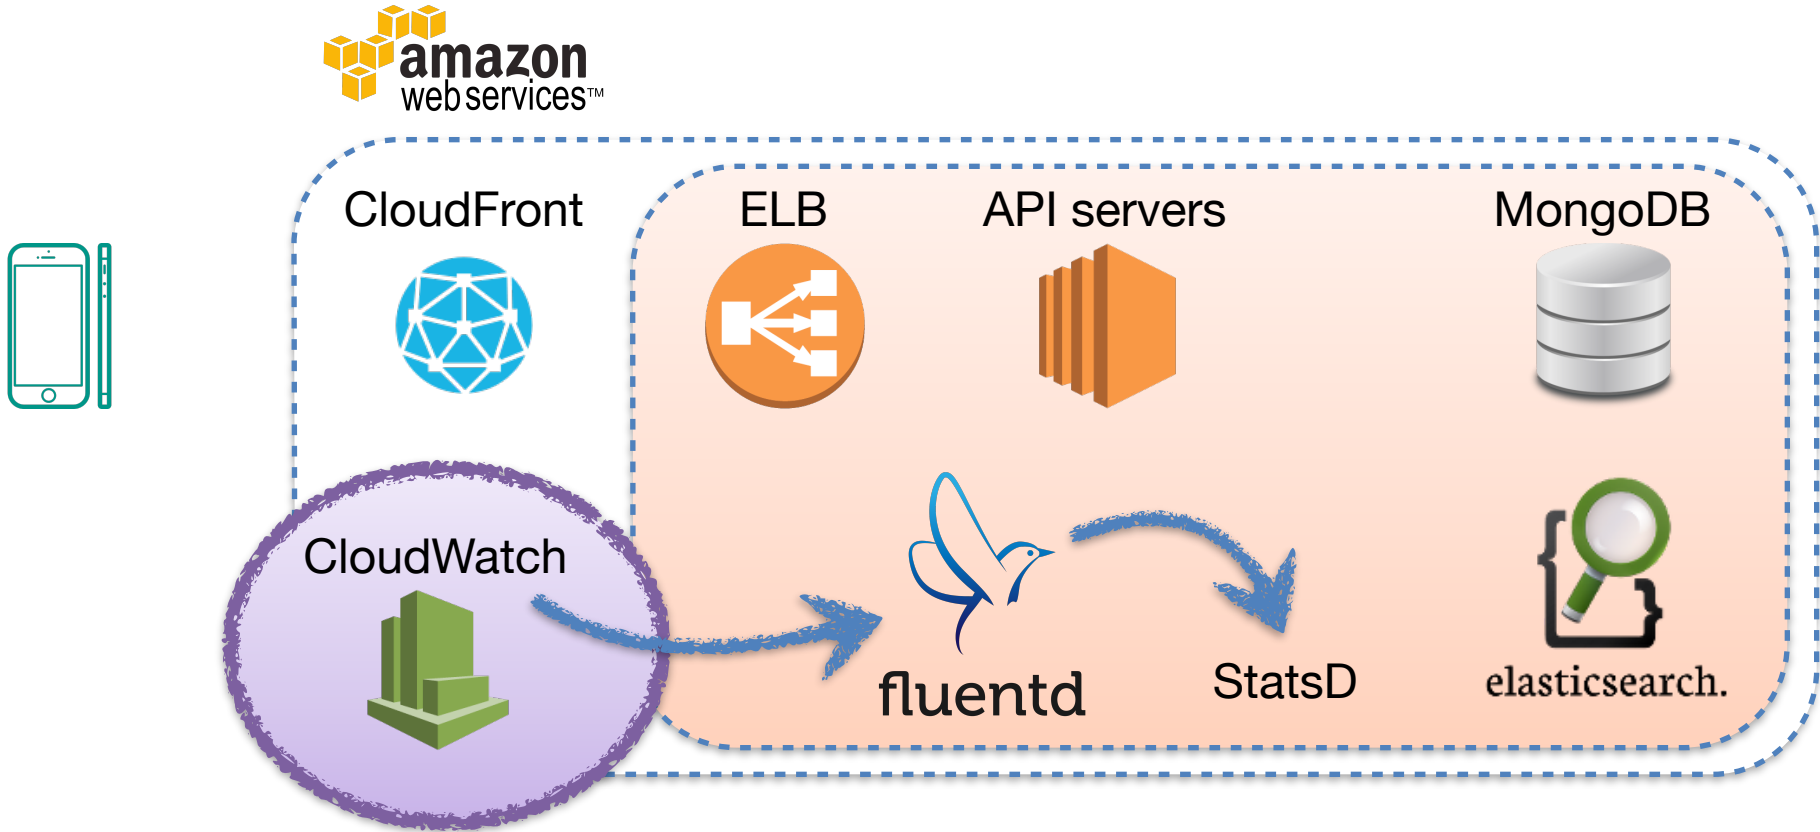 amazon
web services™
CloudFront
ELB
API servers
MongoDB
CloudWatch
fluentd
StatsD
elasticsearch.